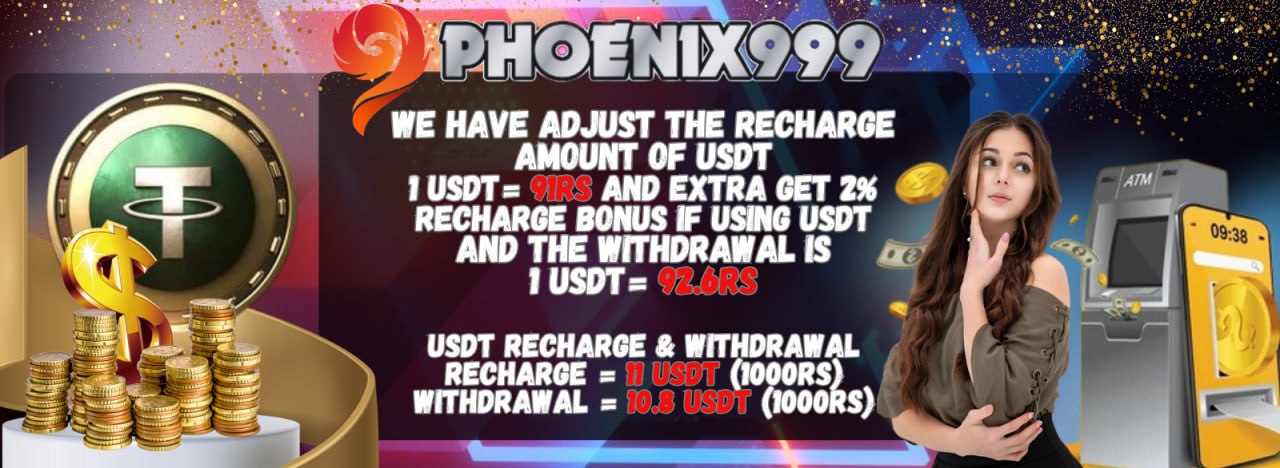 PHOENIX999
WE HAVE ADJUST THE RECHARGE
AMOUNT OF USDT
1 USDT= 91RS AND EXTRA GET 2%
RECHARGE BONUS IF USING USDT
AND THE WITHDRAWAL IS
1 USDT= 92.6RS
USDT RECHARGE & WITHDRAWAL
RECHARGE = 11 USDT (1000RS)
WITHDRAWAL = 10.8 USDT (1000RS)
ATM
09:38